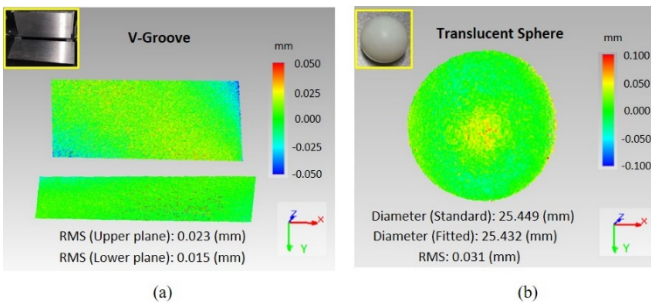 V-Groove
mm
0.050
0.025
0.000
-0.025
-0.050
RMS (Upper plane): 0.023 (mm)
RMS (Lower plane): 0.015 (mm)
Z
X
Y
(a)
Translucent Sphere
mm
0.100
0.050
0.000
-0.050
-0.100
Diameter (Standard): 25.449 (mm)
Diameter (Fitted): 25.432 (mm)
RMS: 0.031 (mm)
Z
X
Y
(b)